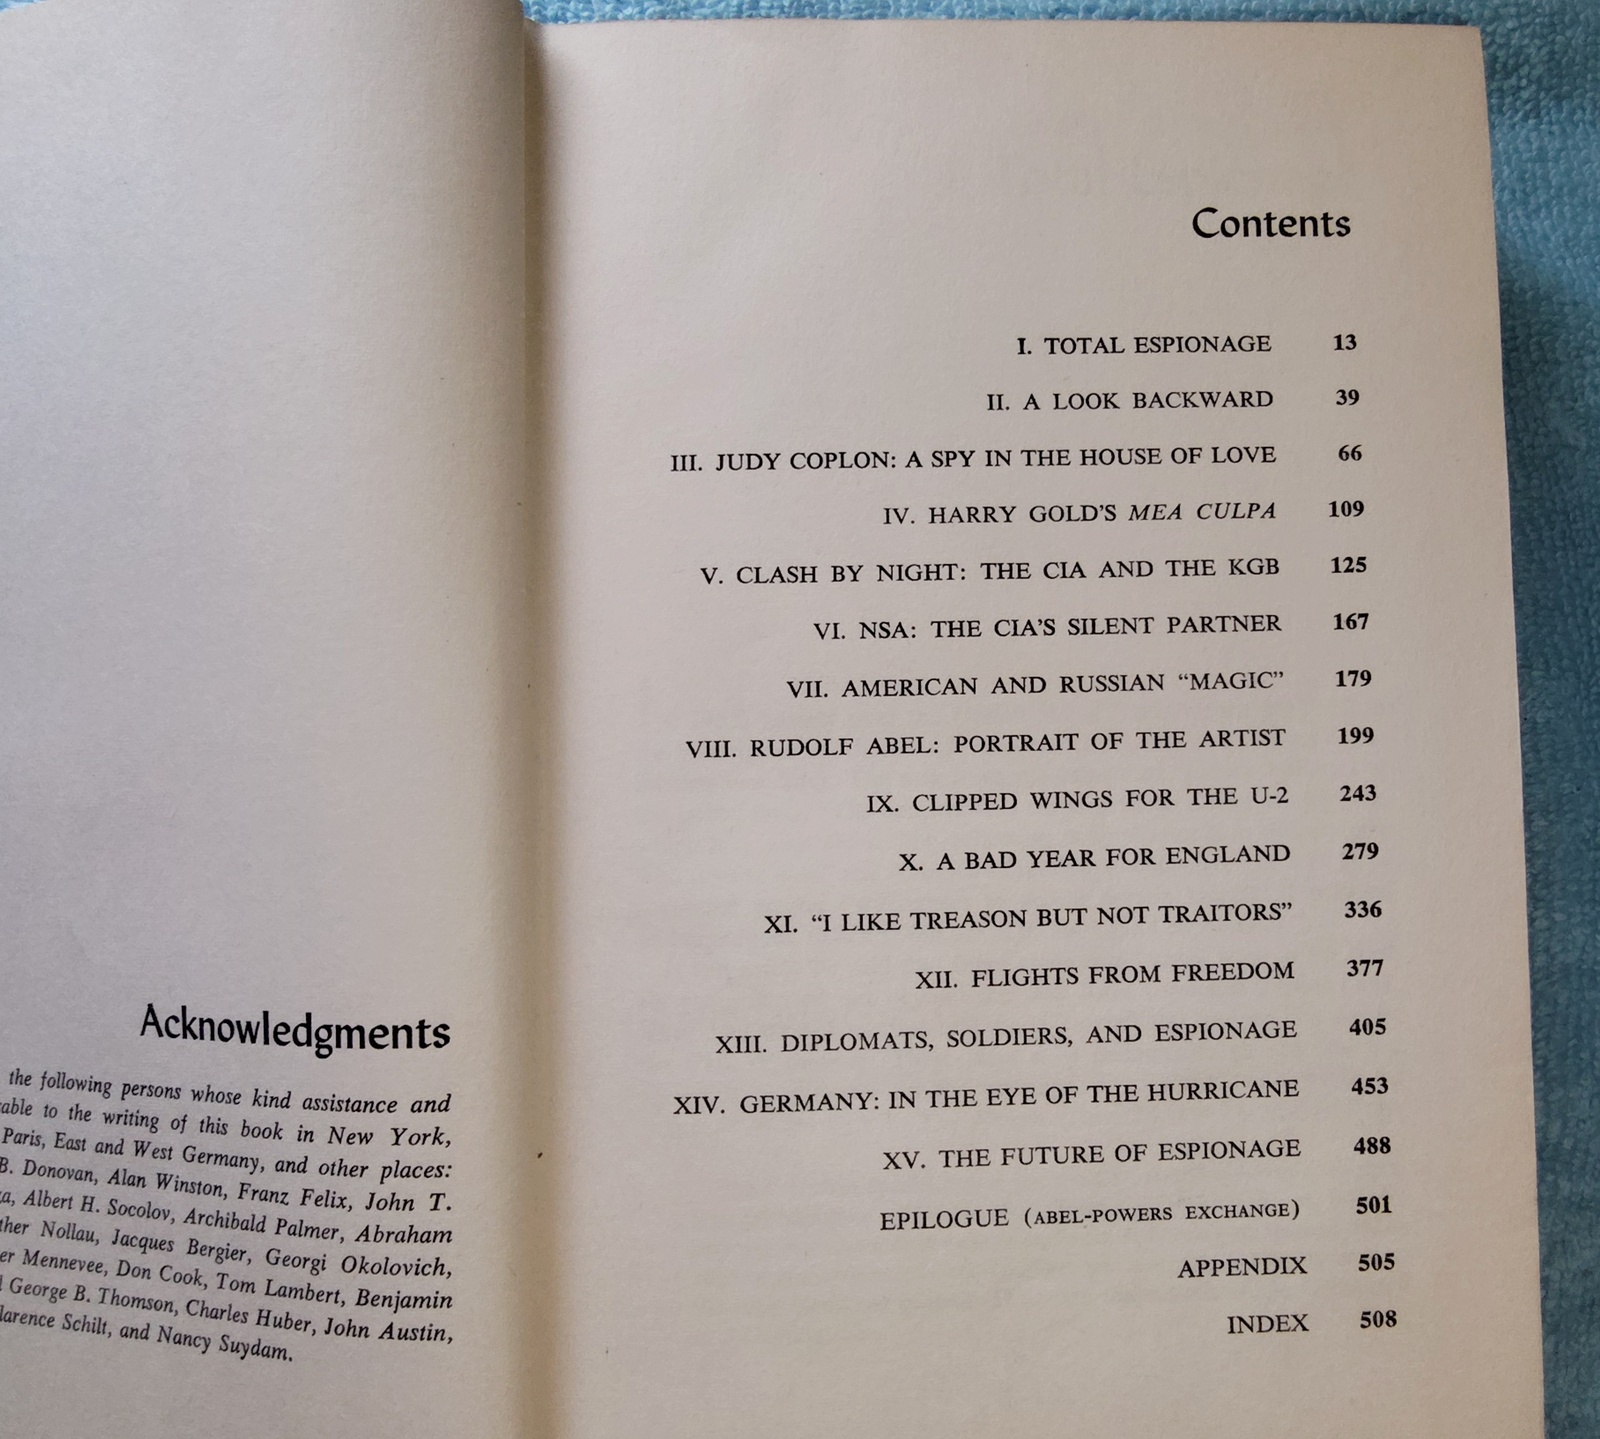 Acknowledgments
the following persons whose kind assistance and
to the writing of this book in New York,
Paris, East and West Germany, and other places:
B. Donovan, Alan Winston, Franz Felix, John T.
Albert H. Socolov, Archibald Palmer, Abraham
Nollau, Jacques Bergier, Georgi Okolovich,
Mennevee, Don Cook, Tom Lambert, Benjamin
George B. Thomson, Charles Huber, John Austin,
Schilt, and Nancy Suydam.
Contents
I. TOTAL ESPIONAGE 13
II. A LOOK BACKWARD 39
III. JUDY COPLON: A SPY IN THE HOUSE OF LOVE 66
IV. HARRY GOLD'S MEA CULPA 109
V. CLASH BY NIGHT: THE CIA AND THE KGB 125
VI. NSA: THE CIA'S SILENT PARTNER 167
VII. AMERICAN AND RUSSIAN “MAGIC” 179
VIII. RUDOLF ABEL: PORTRAIT OF THE ARTIST 199
IX. CLIPPED WINGS FOR THE U-2 243
X. A BAD YEAR FOR ENGLAND 279
XI. “I LIKE TREASON BUT NOT TRAITORS” 336
XII. FLIGHTS FROM FREEDOM 377
XIII. DIPLOMATS, SOLDIERS, AND ESPIONAGE 405
XIV. GERMANY: IN THE EYE OF THE HURRICANE 453
XV. THE FUTURE OF ESPIONAGE 488
EPILOGUE (ABEL-POWERS EXCHANGE) 501
APPENDIX 505
INDEX 508